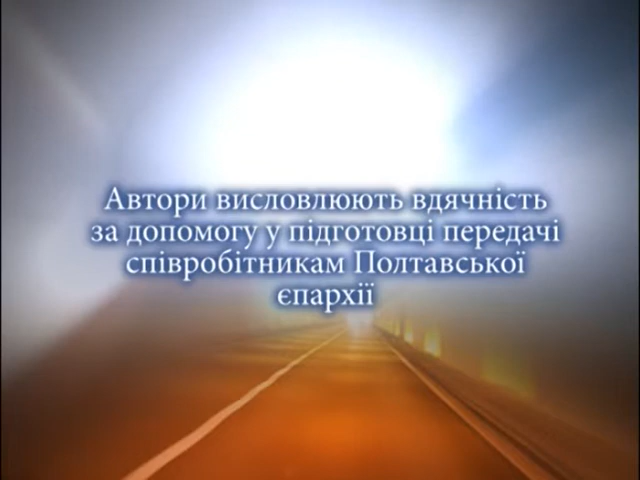 Автори висловлюють вдячність
за допомогу у підготовці передачі
співробітникам Полтавської
єпархії